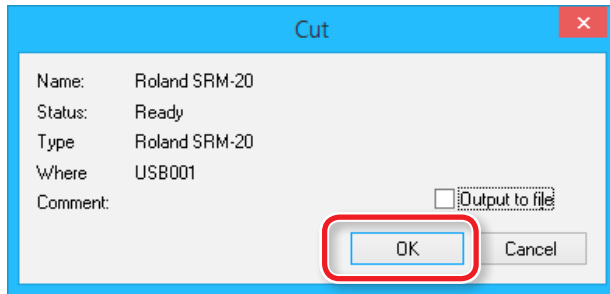 Cut
Name: Roland SRM-20
Status: Ready
Type Roland SRM-20
Where USB001
Comment:
Output to file
OK Cancel